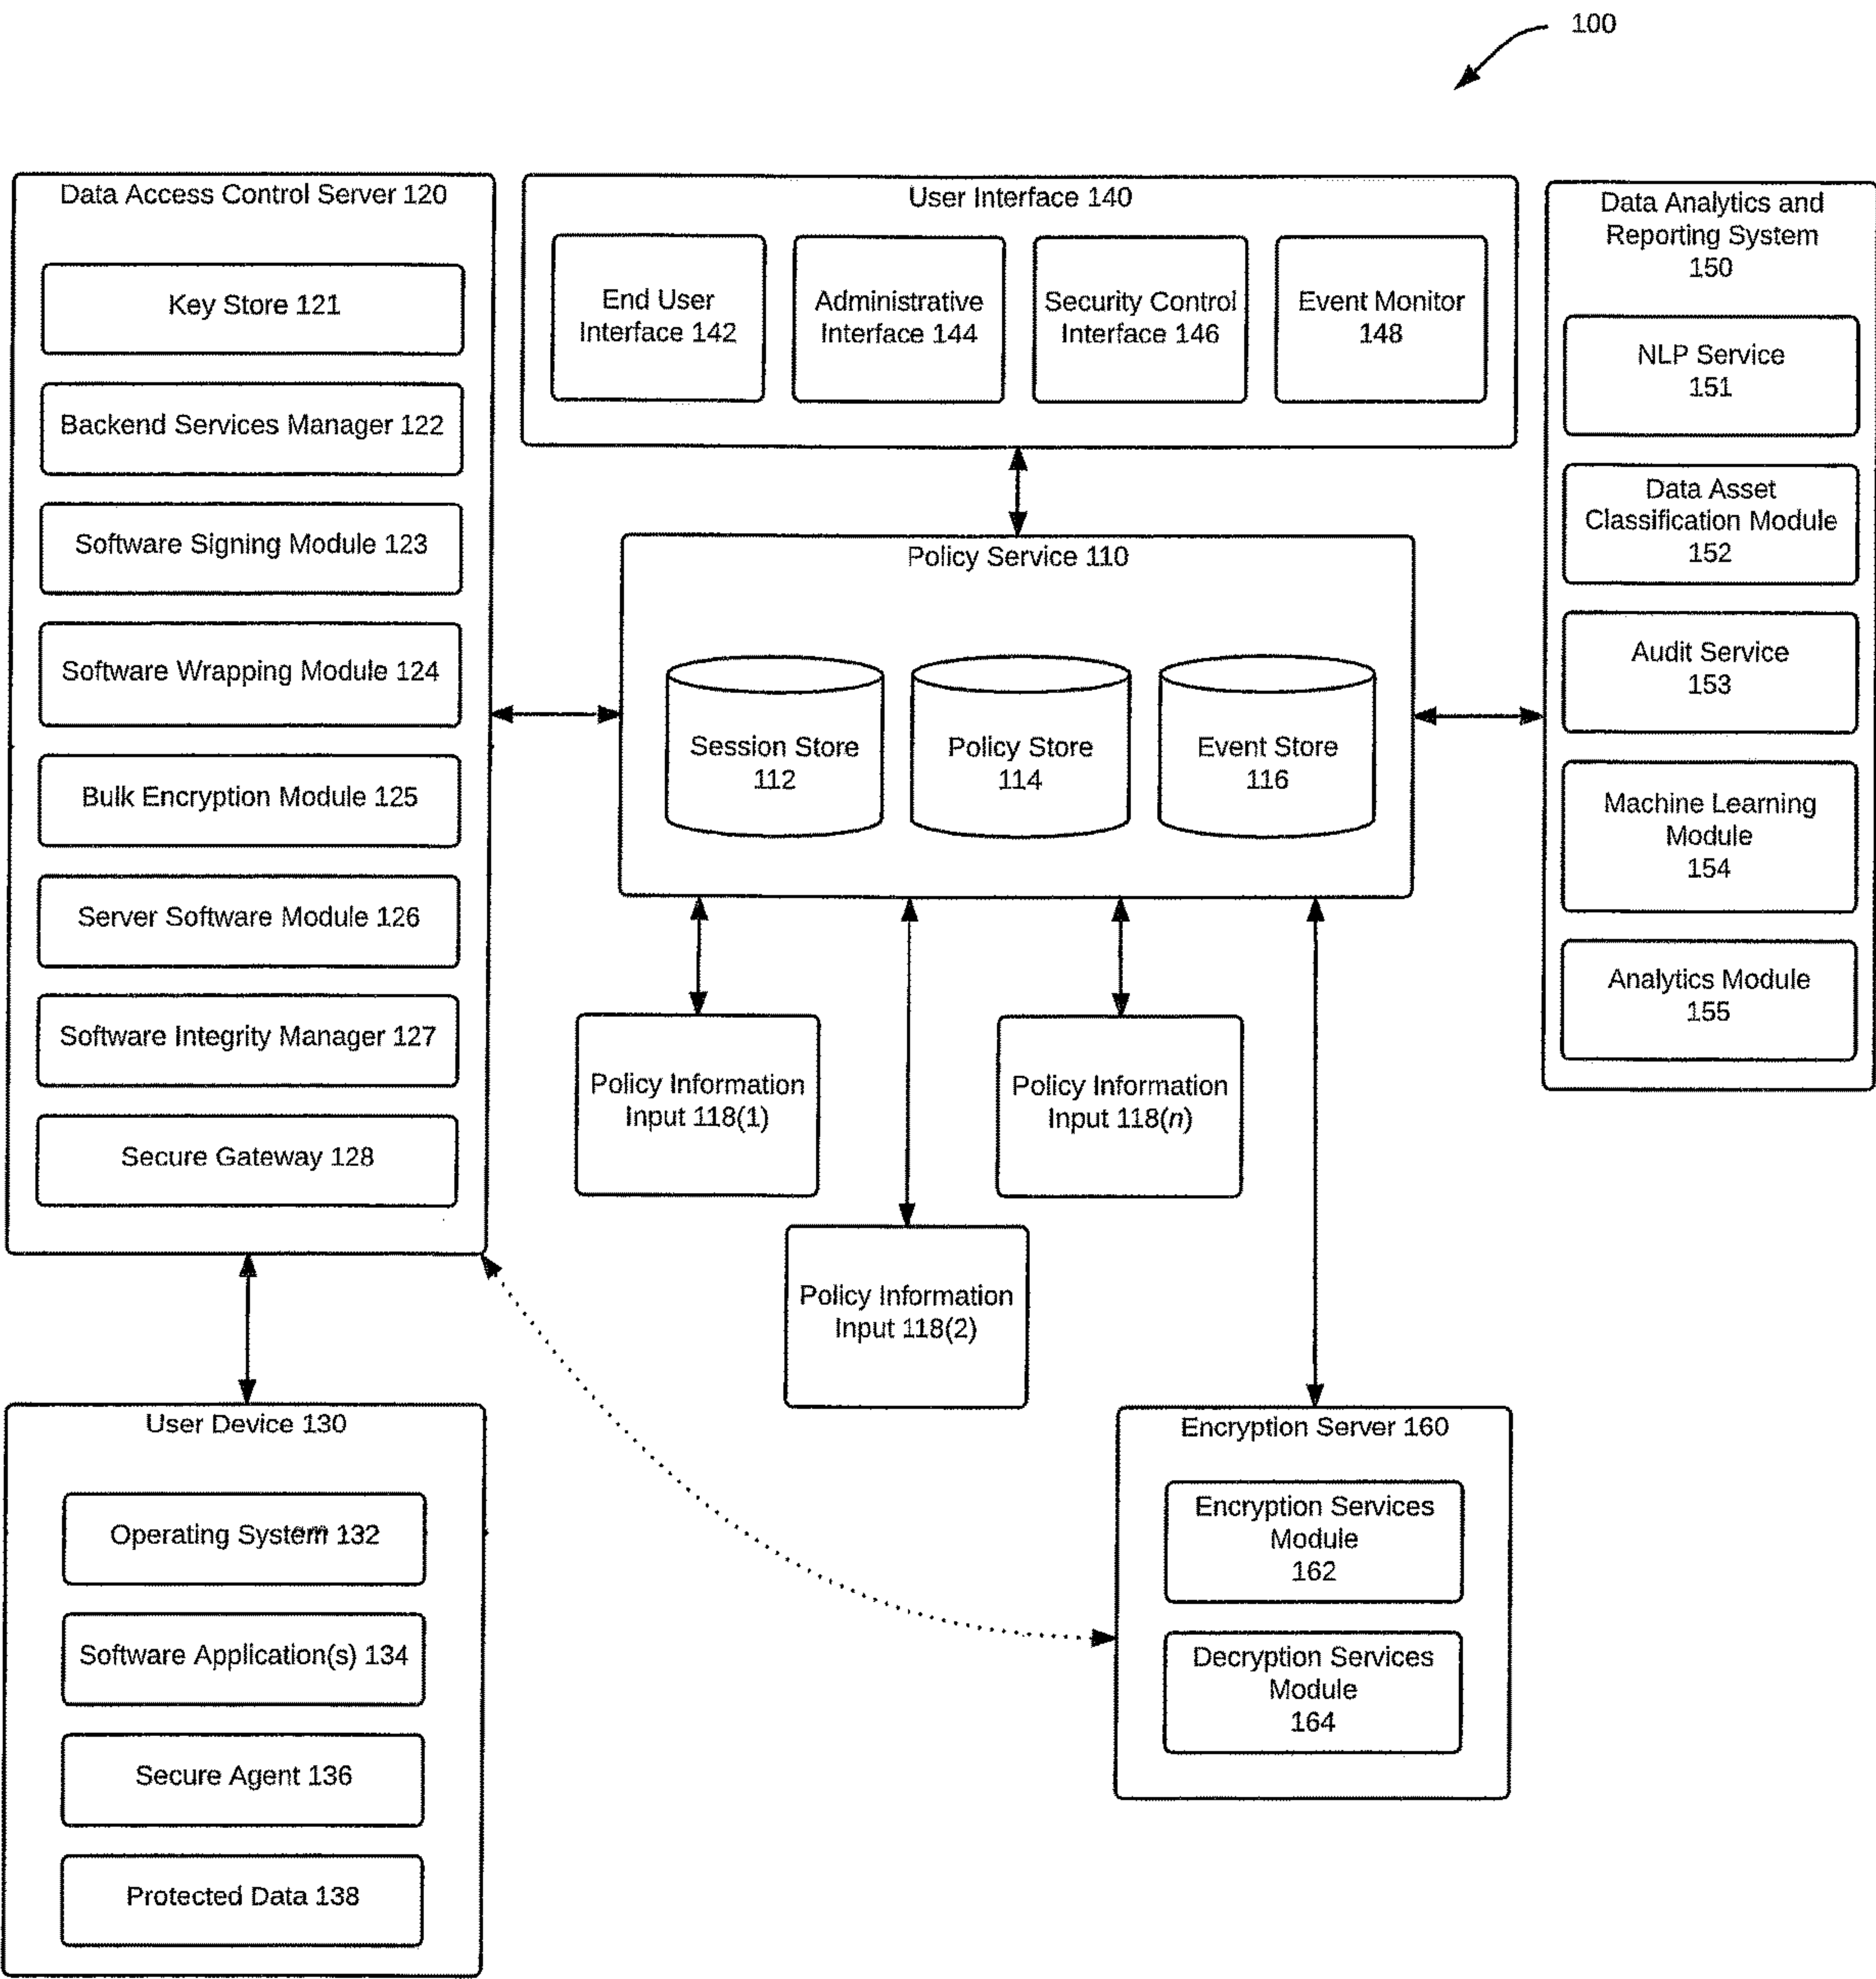 100
Data Access Control Server 120
Key Store 121
Backend Services Manager 122
Software Signing Module 123
Software Wrapping Module 124
Bulk Encryption Module 125
Server Software Module 126
Software Integrity Manager 127
Secure Gateway 128
User Interface 140
End User
Interface 142
Administrative
Interface 144
Security Control
Interface 146
Event Monitor
148
Data Analytics and
Reporting System
150
NLP Service
151
Data Asset
Classification Module
152
Audit Service
153
Machine Learning
Module
154
Analytics Module
155
Policy Service 110
Session Store
112
Policy Store
114
Event Store
116
Policy Information
Input 118(1)
Policy Information
Input 118(n)
Policy Information
Input 118(2)
User Device 130
Operating System 132
Software Application(s) 134
Secure Agent 136
Protected Data 138
Encryption Server 160
Encryption Services
Module
162
Decryption Services
Module
164